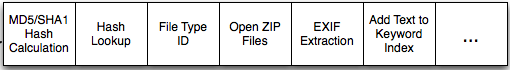 MD5/SHA1
Hash
Calculation
Hash
Lookup
File Type
ID
Open ZIP
Files
EXIF
Extraction
Add Text to
Keyword
Index
...